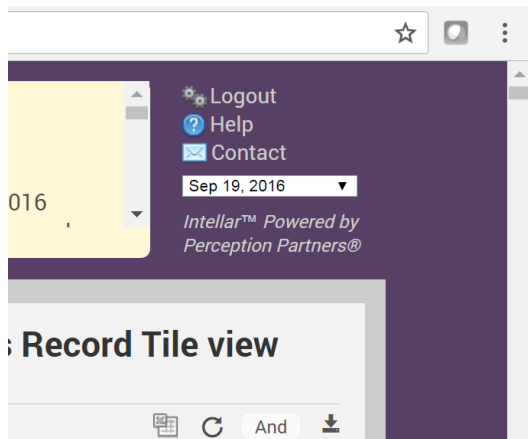 Logout
Help
Contact
Sep 19, 2016
016
Intellar™ Powered by
Perception Partners®
Record Tile view
And